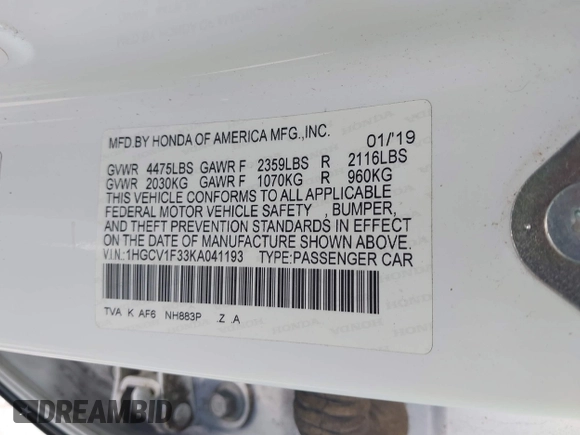 MFD.BY HONDA OF AMERICA MFG.,INC. 01/'19
GVWR 4475LBS GAWR F 2359LBS R 2116LBS
GVWR 2030KG GAWR F 1070KG R 960KG
THIS VEHICLE CONFORMS TO ALL APPLICABLE
FEDERAL MOTOR VEHICLE SAFETY , BUMPER,
AND THEFT PREVENTION STANDARDS IN EFFECT
ON THE DATE OF MANUFACTURE SHOWN ABOVE.
V.I.N.:1HGCV1F33KA041193 TYPE:PASSENGER CAR
TVA K AF6 NH883P .Z .A
DREAMBID